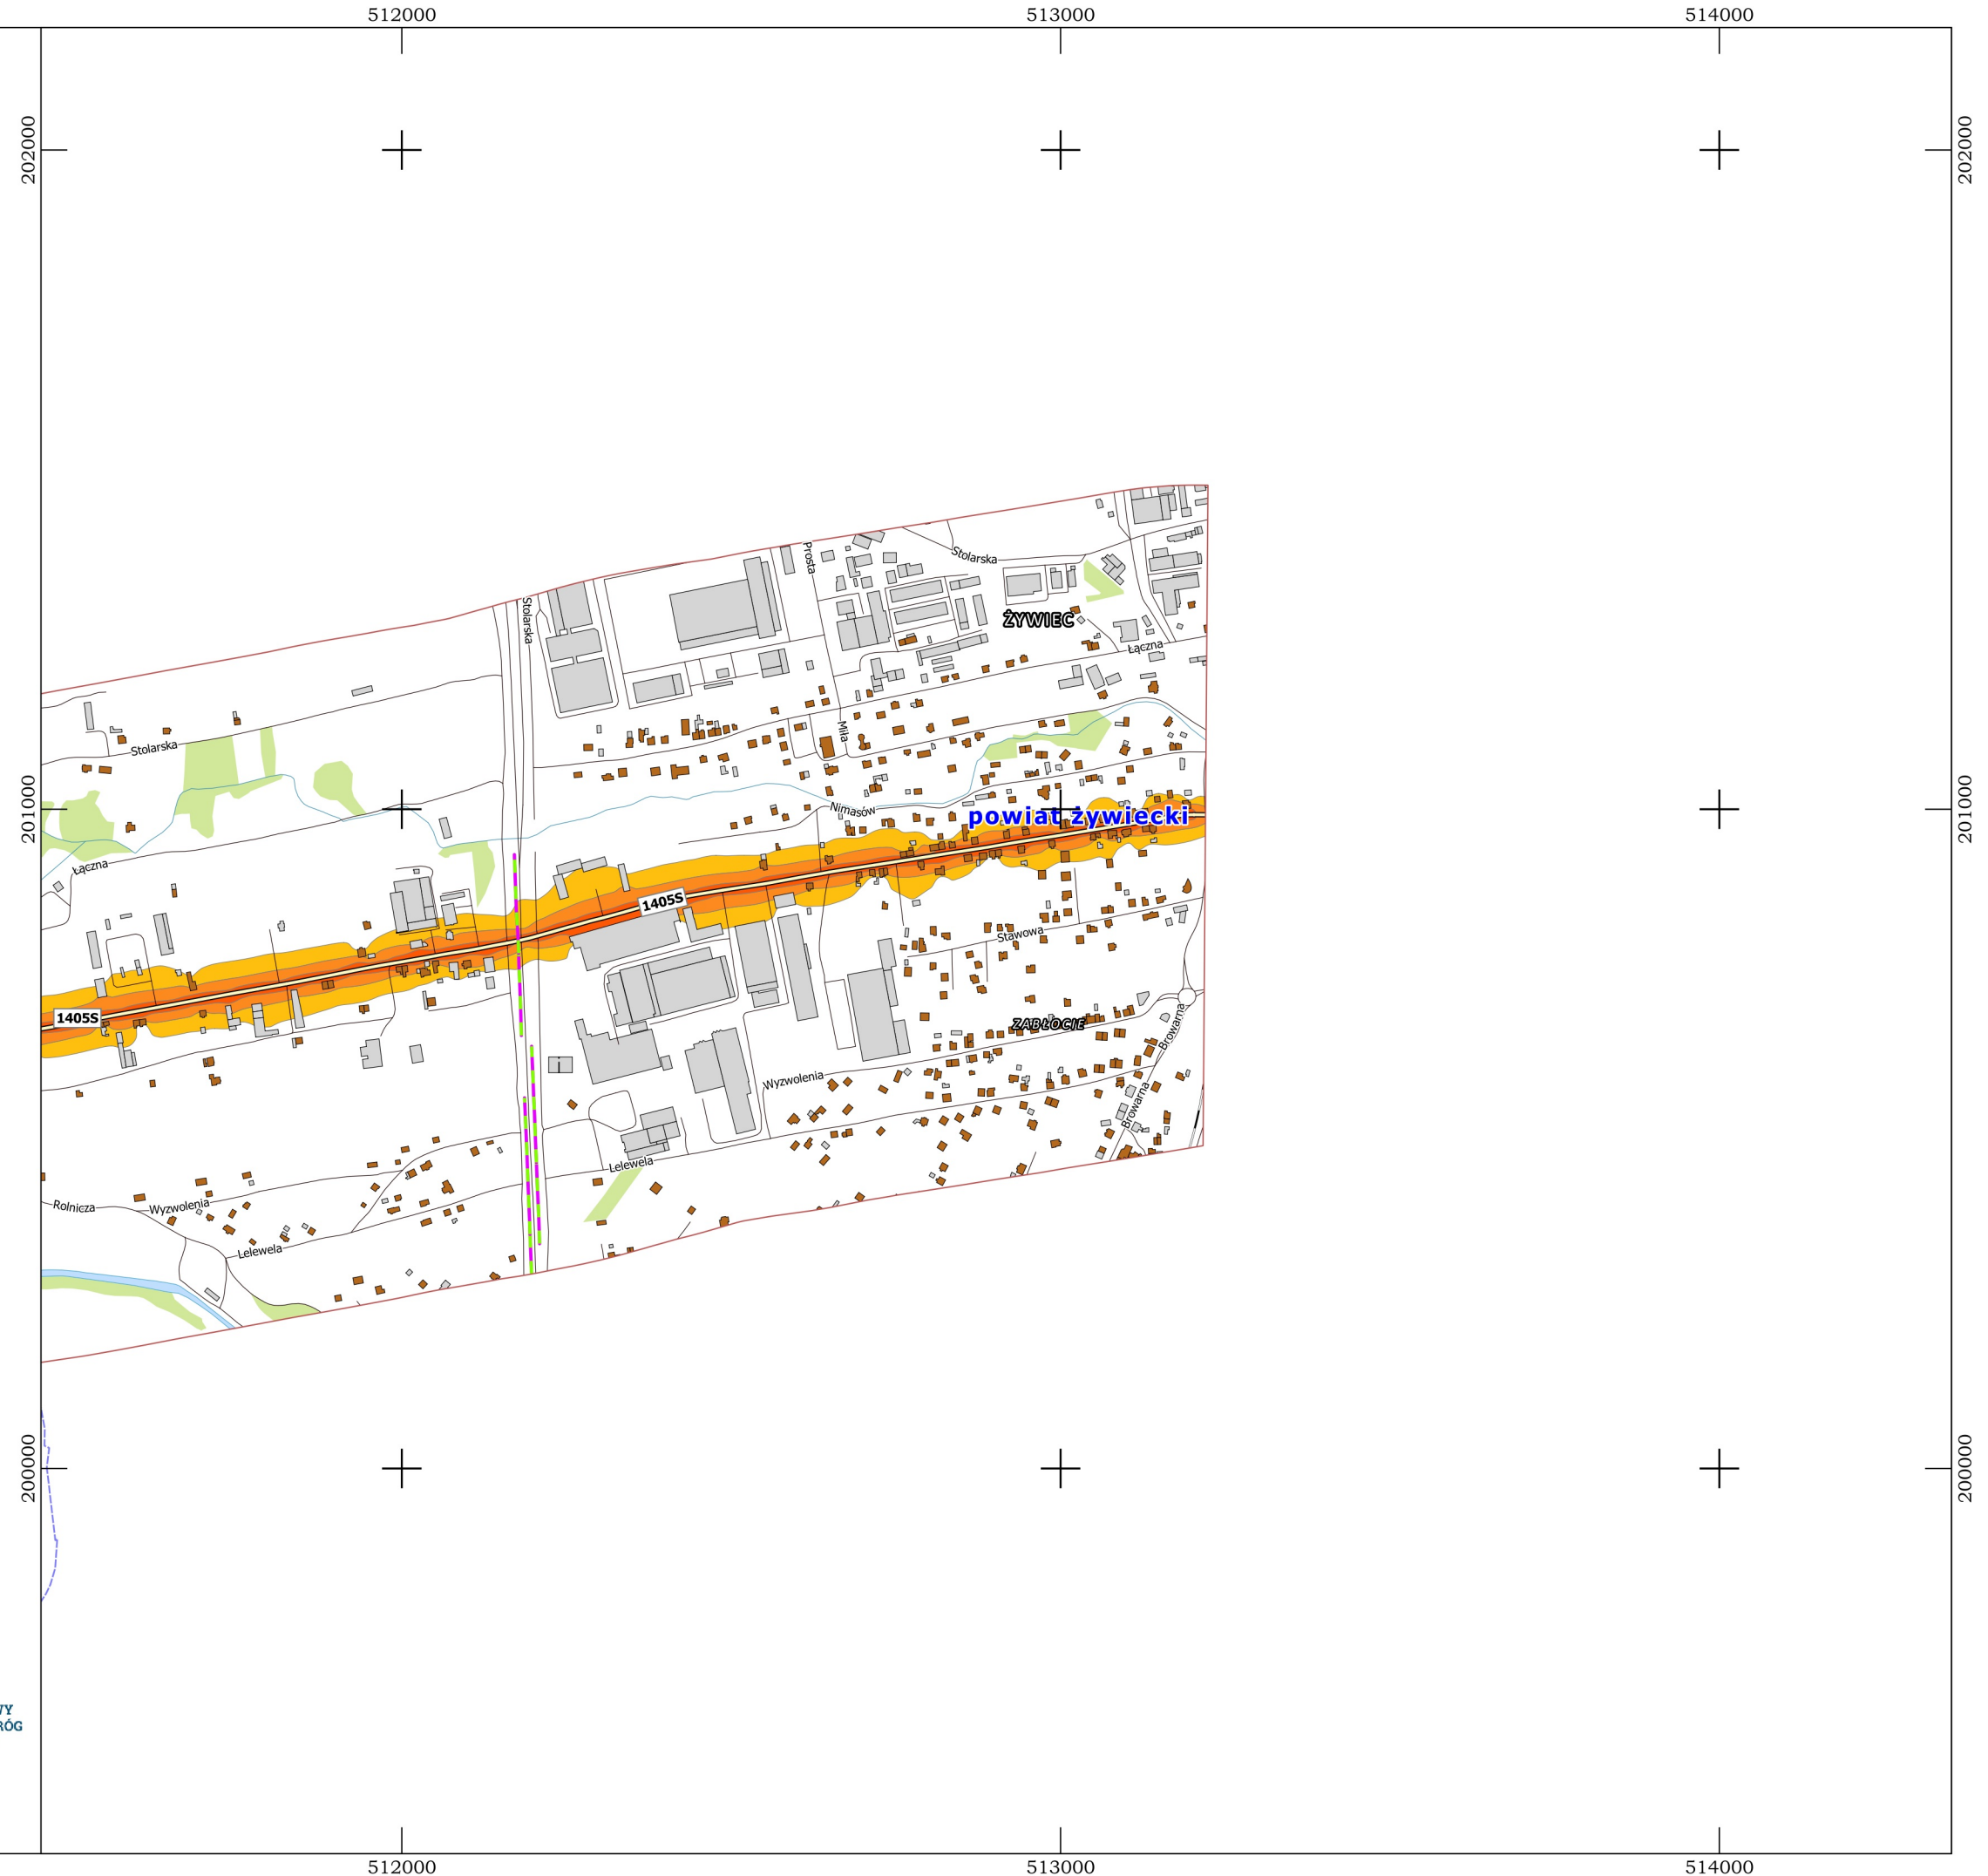 512000
513000
514000
202000
202000
Prosta
Stolarska
Stolarska
ŻYWIEC
Łączna
Miła
Stolarska
201000
201000
Nimasów
powiat żywiecki
Łączna
1405S
Stawowa
1405S
ZABŁOCIE
Browarna
Wyzwolenia
Browarna
Lelewela
Rolnicza
Wyzwolenia
Lelewela
200000
200000
RÓG
512000
513000
514000